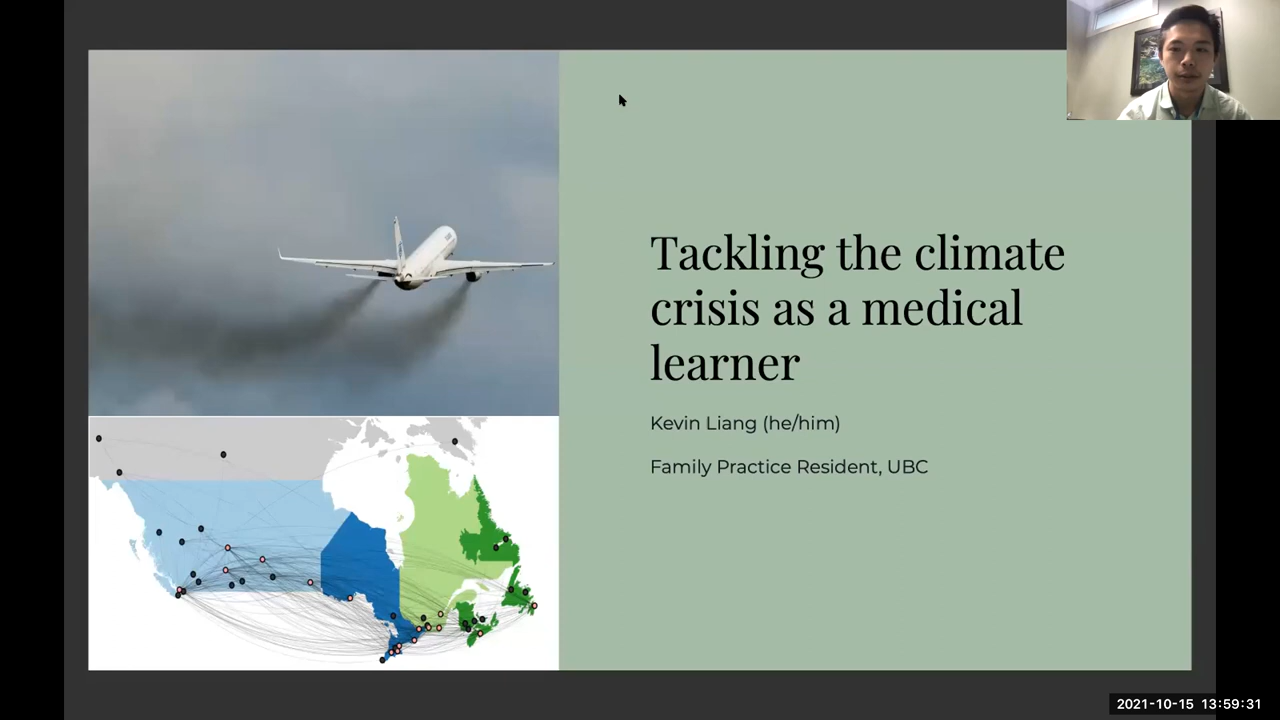 Tackling the climate
crisis as a medical
learner
Kevin Liang (he/him)
Family Practice Resident, UBC
2021-10-15 13:59:31